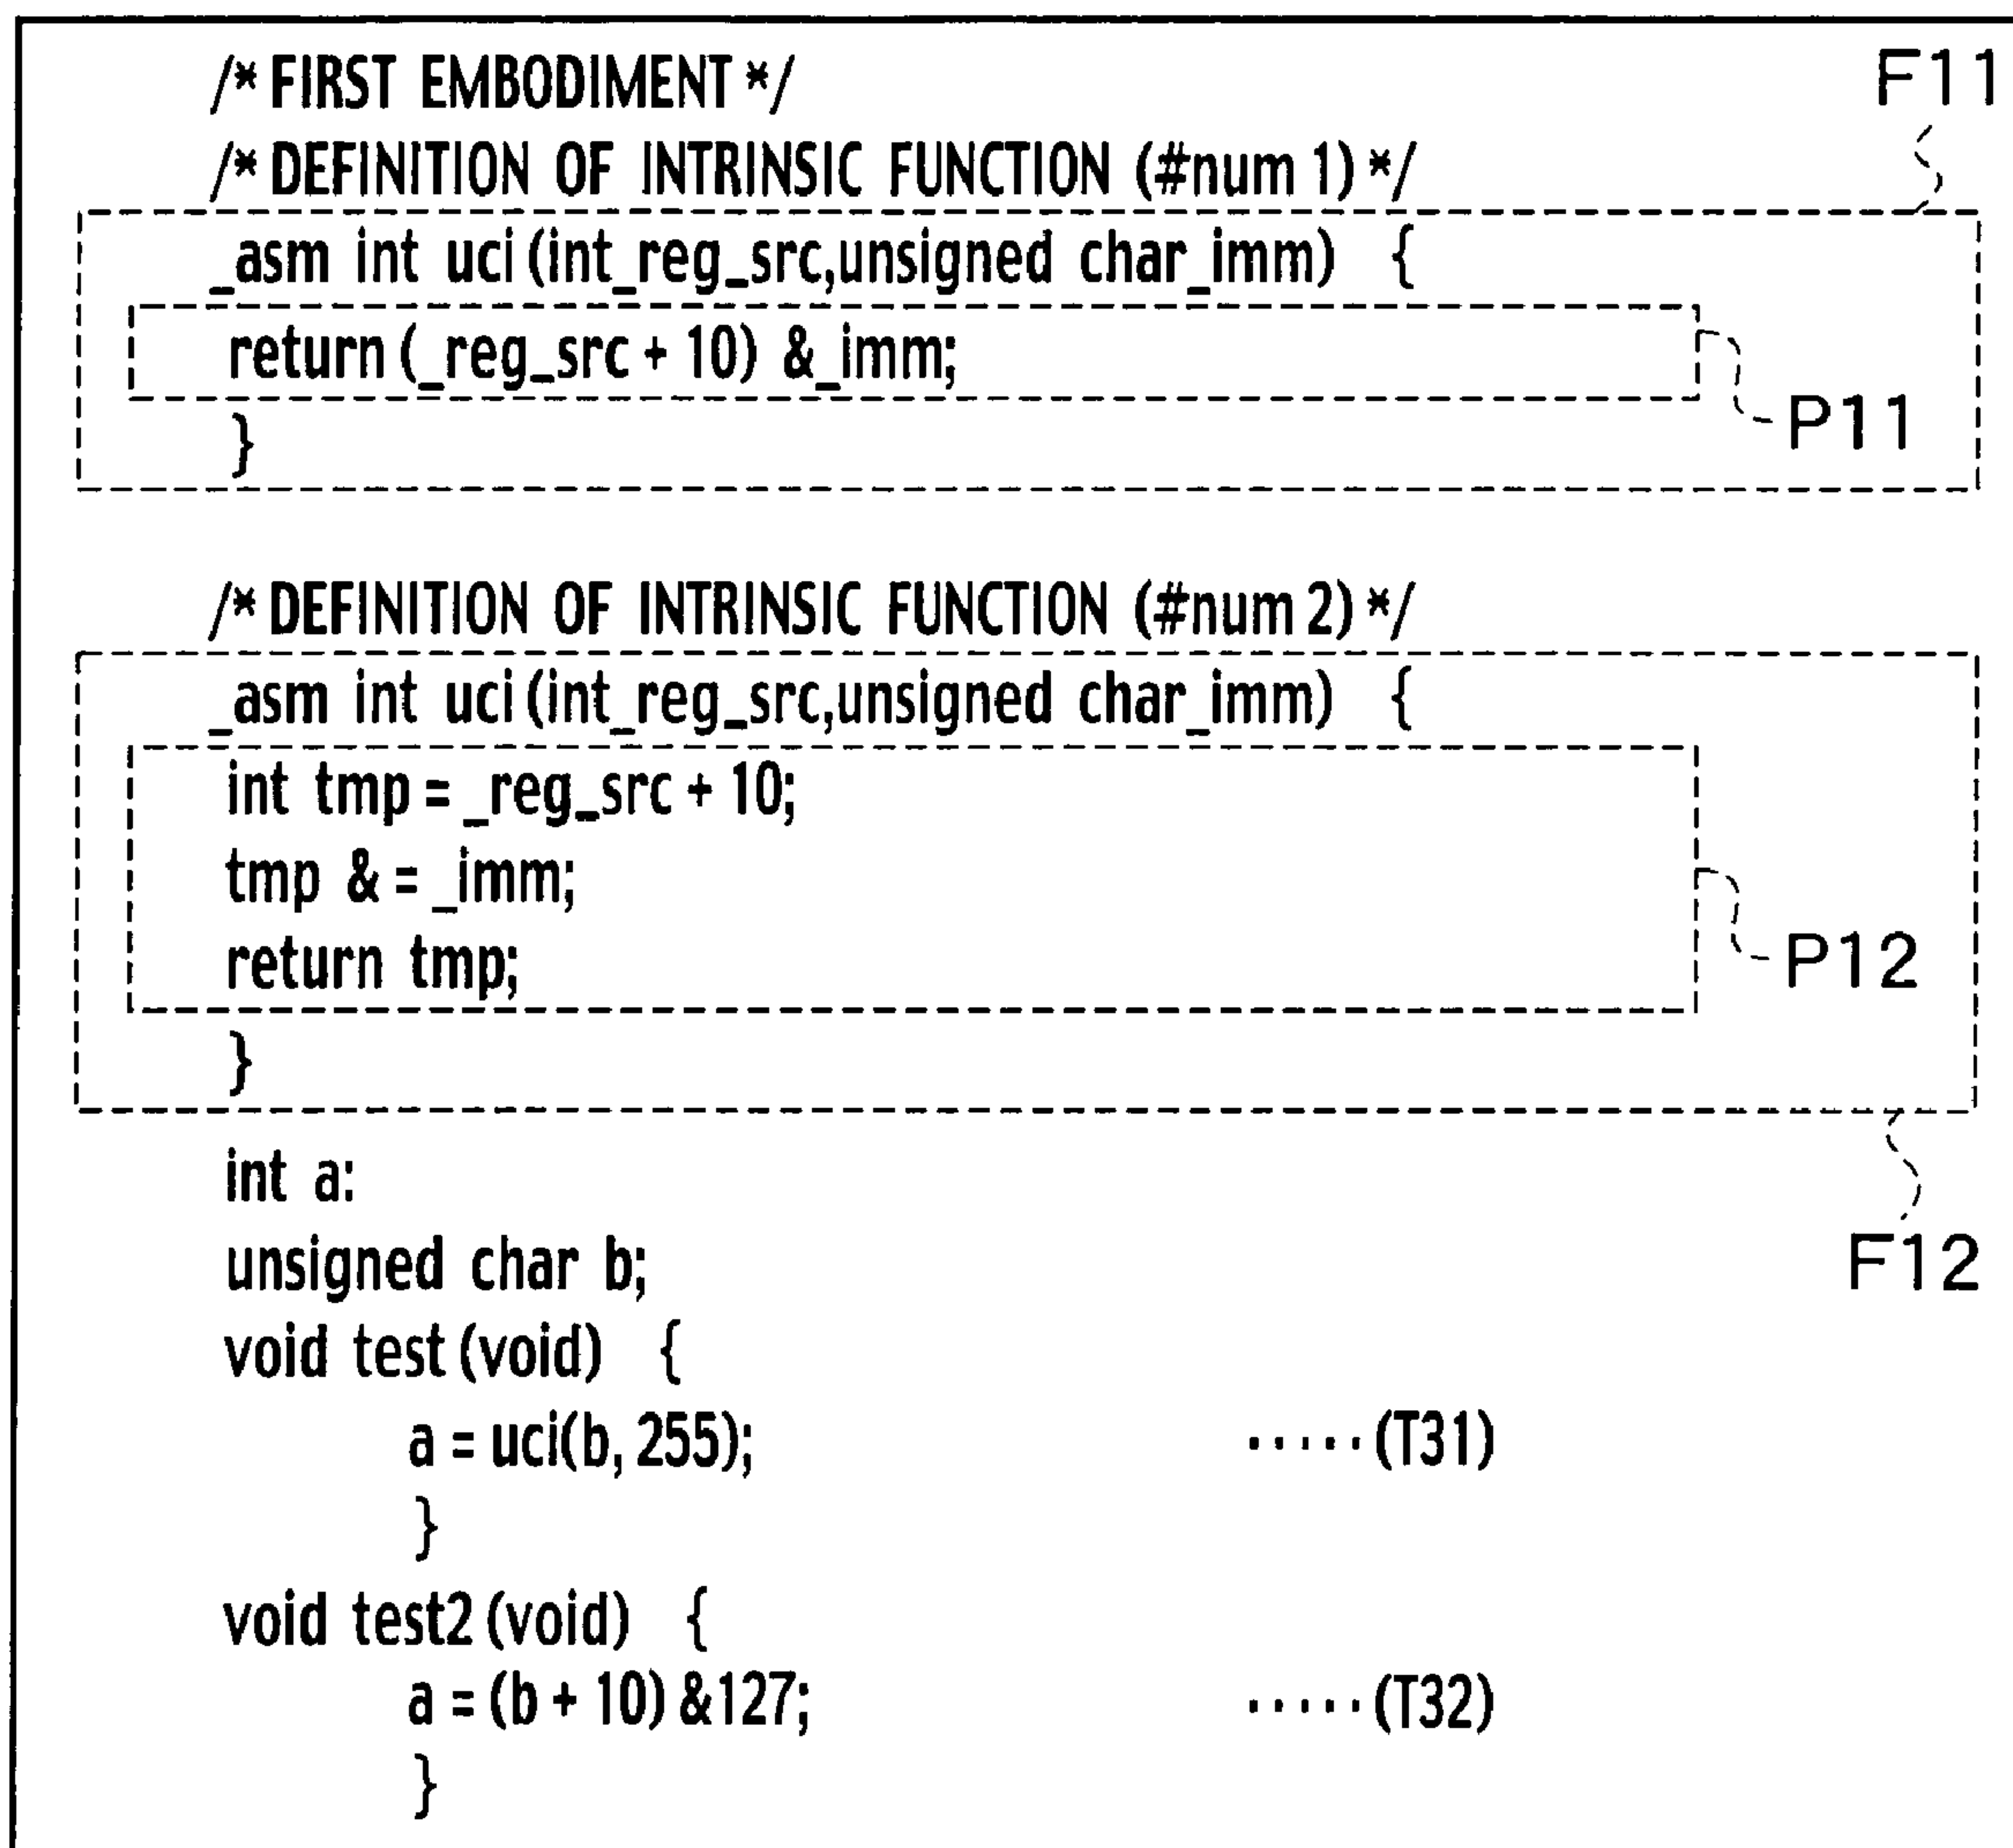 /* FIRST EMBODIMENT */
F11
/* DEFINITION OF INTRINSIC FUNCTION (#num 1) */
_asm int uci (int_reg_src,unsigned char_imm) {
return (_reg_src + 10) &_imm;
P11
}
/* DEFINITION OF INTRINSIC FUNCTION (#num 2) */
_asm int uci (int_reg_src,unsigned char_imm) {
int tmp = _reg_src + 10;
tmp & = _imm;
return tmp;
P12
}
int a:
unsigned char b;
F12
void test (void) {
a = uci(b, 255); ·····(T31)
}
void test2 (void) {
a = (b + 10) &127; ·····(T32)
}